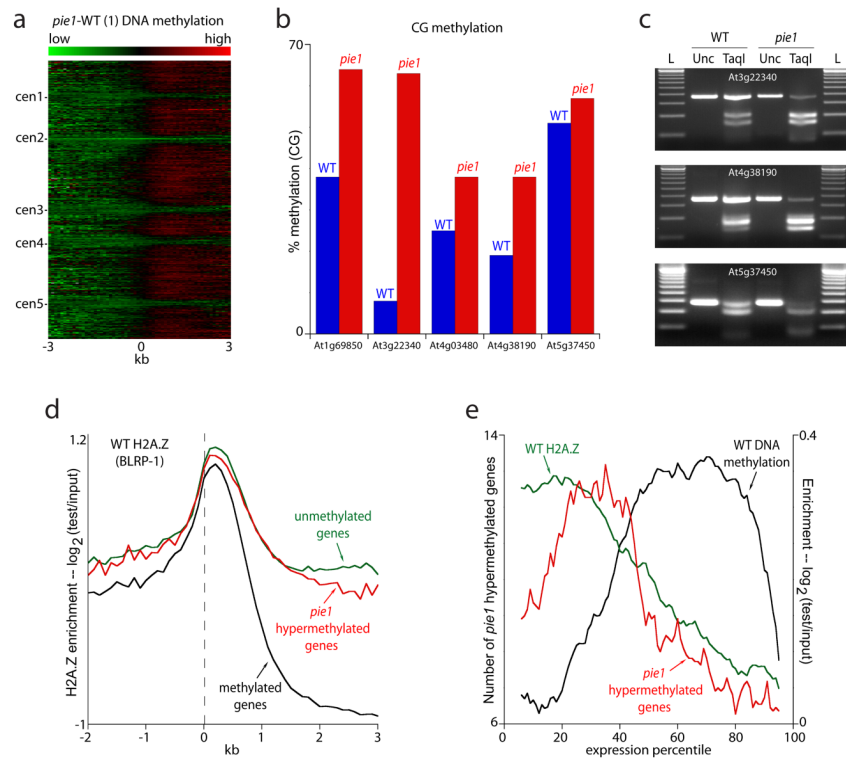 a
pie1-WT (1) DNA methylation
low high
cen1-
cen2-
cen3-
cen4-
cen5-
-3 0 3
kb
b
CG methylation
70
% methylation (CG)
0
WT pie1
WT pie1
WT pie1
WT pie1
WT pie1
At1g69850 At3g22340 At4g03480 At4g38190 At5g37450
c
WT pie1
L Unc TaqI Unc TaqI L
At3g22340
At4g38190
At5g37450
d
1.2
H2A.Z enrichment -- log2 (test/input)
-1
WT H2A.Z
(BLRP-1)
unmethylated
genes
pie1
hypermethylated
genes
methylated
genes
-2 -1 0 1 2 3
kb
e
14
Number of pie1 hypermethylated genes
6
WT H2A.Z
WT DNA
methylation
pie1
hypermethylated
genes
0.4
Enrichment -- log2
(test/input)
0
0 20 40 60 80 100
expression percentile